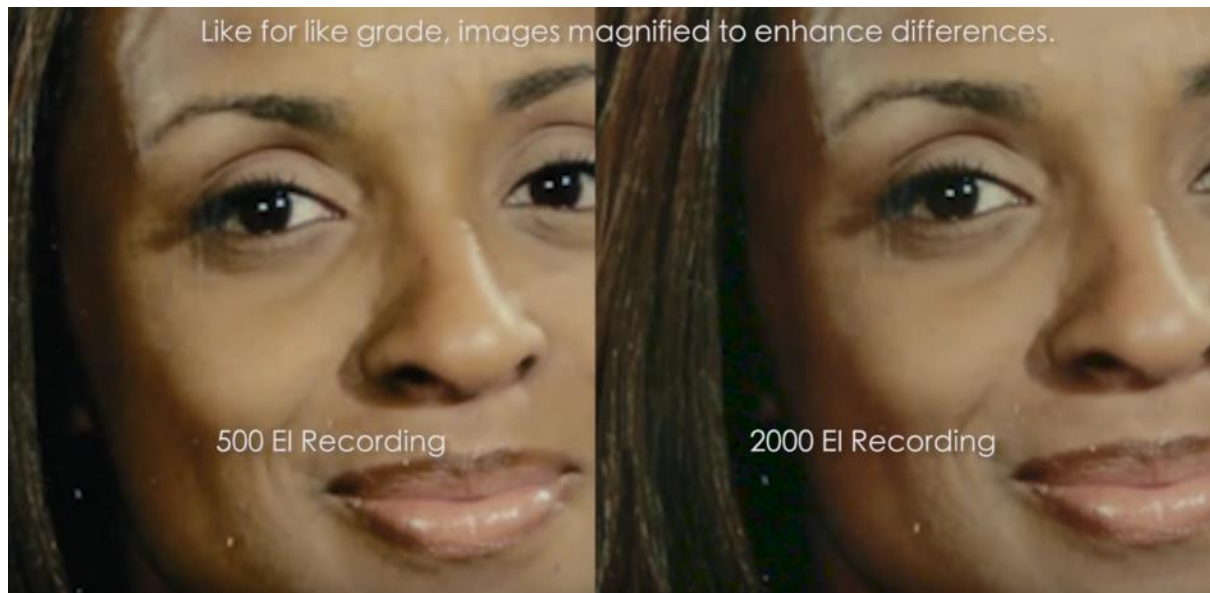 Like for like grade, images magnified to enhance differences.
500 EI Recording
2000 EI Recording